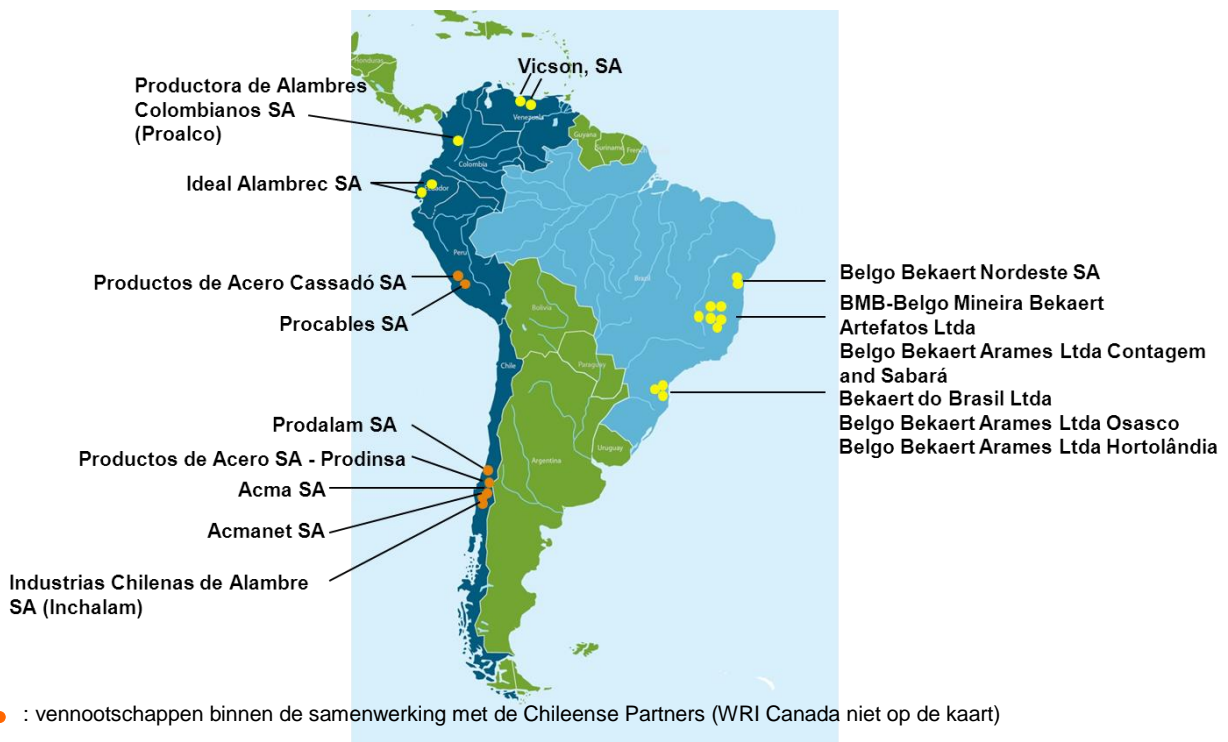 Honduras
Vicson, SA
Productora de Alambres
Colombianos SA
(Proalco)
Venezuela
Guyana
Suriname
French
Colombia
Ideal Alambrec SA
Ecuador
Peru
Brazil
Productos de Acero Cassadó SA
Procables SA
Belgo Bekaert Nordeste SA
BMB-Belgo Mineira Bekaert
Artefatos Ltda
Belgo Bekaert Arames Ltda Contagem
and Sabará
Bekaert do Brasil Ltda
Belgo Bekaert Arames Ltda Osasco
Belgo Bekaert Arames Ltda Hortolândia
Bolivia
Chile
Paraguay
Prodalam SA
Productos de Acero SA - Prodinsa
Acma SA
Acmanet SA
Uruguay
Argentina
Industrias Chilenas de Alambre
SA (Inchalam)
: vennootschappen binnen de samenwerking met de Chileense Partners (WRI Canada niet op de kaart)